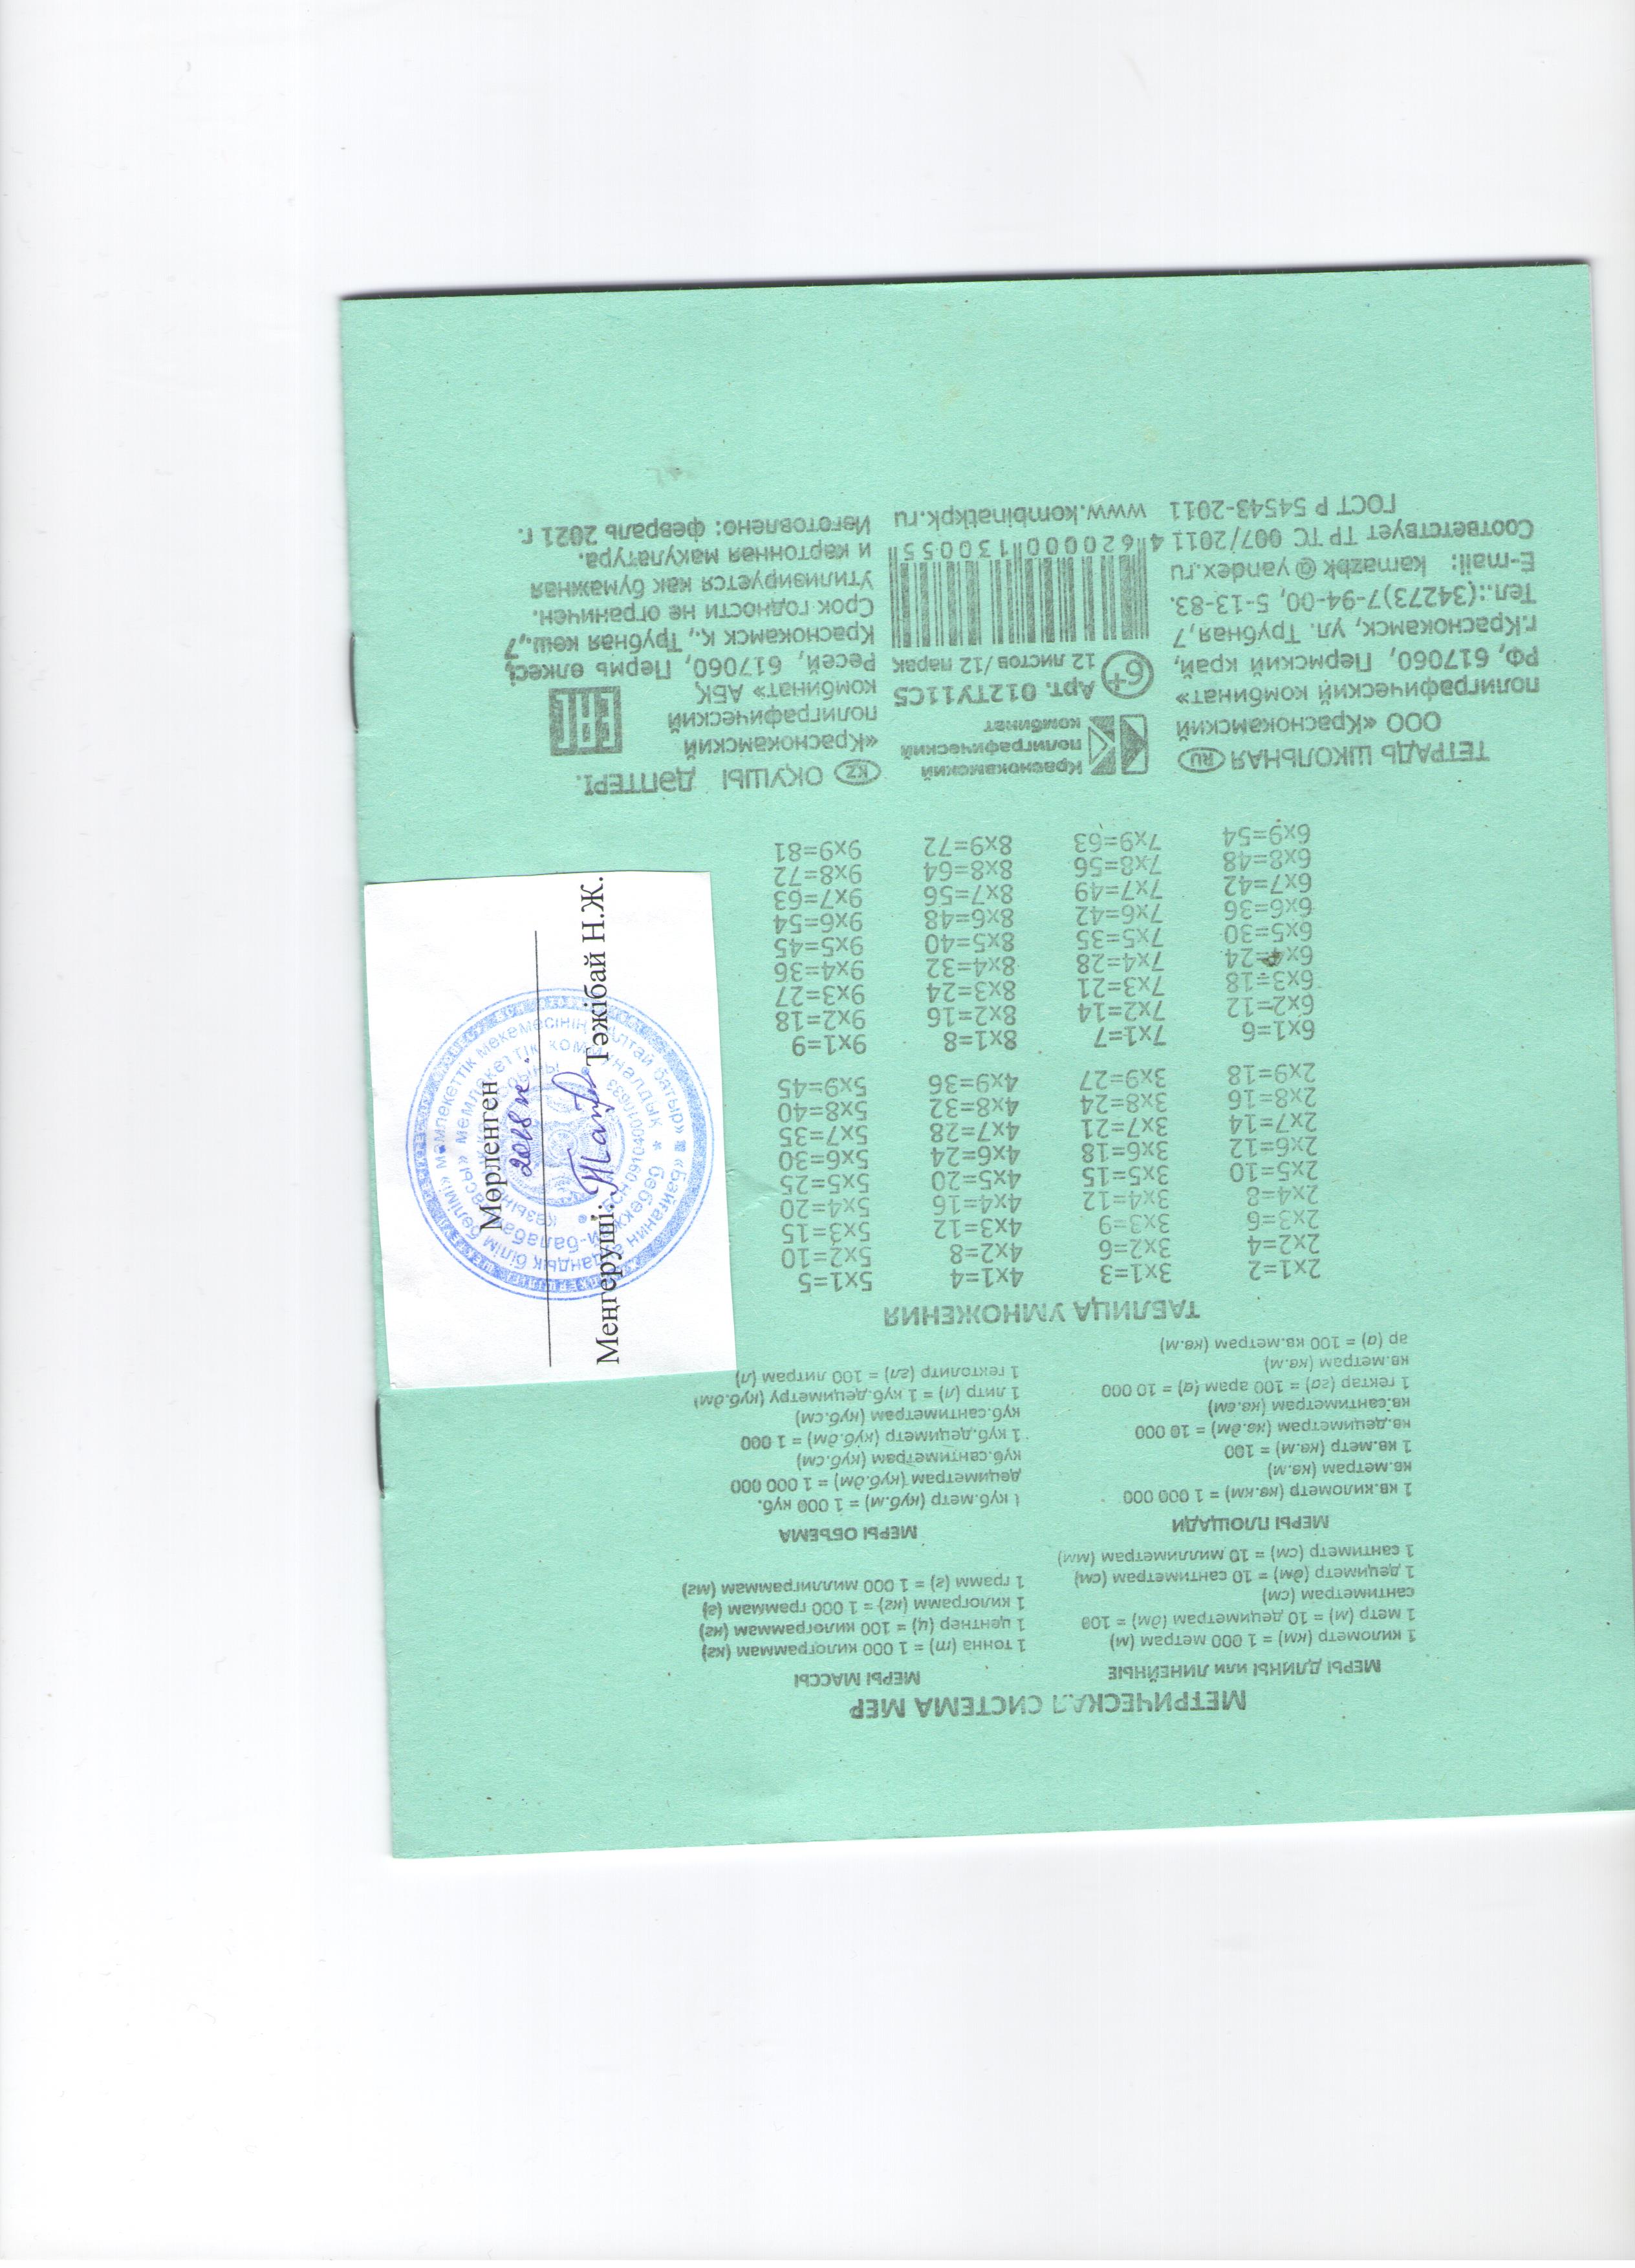 МЕТРИЧЕСКАЯ СИСТЕМА МЕР
МЕРЫ ДЛИНЫ или ЛИНЕЙНЫЕ
1 километр (км) = 1 000 метрам (м)
1 метр (м) = 10 дециметрам (дм) = 100
сантиметрам (см)
1 дециметр (дм) = 10 сантиметрам (см)
1 сантиметр (см) = 10 миллиметрам (мм)
МЕРЫ ПЛОЩАДИ
1 кв.километр (кв.км) = 1 000 000
кв.метрам (кв.м)
1 кв.метр (кв.м) = 100
кв.дециметрам (кв.дм) = 10 000
кв.сантиметрам (кв.см)
1 гектар (га) = 100 арам (а) = 10 000
кв.метрам (кв.м)
ар (а) = 100 кв.метрам (кв.м)
МЕРЫ МАССЫ
1 тонна (т) = 1 000 килограммам (кг)
1 центнер (ц) = 100 килограммам (кг)
1 килограмм (кг) = 1 000 граммам (г)
1 грамм (г) = 1 000 миллиграммам (мг)
МЕРЫ ОБЪЕМА
1 куб.метр (куб.м) = 1 000 куб.
дециметрам (куб.дм) = 1 000 000
куб.сантиметрам (куб.см)
1 куб.дециметр (куб.дм) = 1 000
куб.сантиметрам (куб.см)
1 литр (л) = 1 куб.дециметру (куб.дм)
1 гектолитр (гл) = 100 литрам (л)
ТАБЛИЦА УМНОЖЕНИЯ
2x1=2 3x1=3 4x1=4 5x1=5
2x2=4 3x2=6 4x2=8 5x2=10
2x3=6 3x3=9 4x3=12 5x3=15
2x4=8 3x4=12 4x4=16 5x4=20
2x5=10 3x5=15 4x5=20 5x5=25
2x6=12 3x6=18 4x6=24 5x6=30
2x7=14 3x7=21 4x7=28 5x7=35
2x8=16 3x8=24 4x8=32 5x8=40
2x9=18 3x9=27 4x9=36 5x9=45
6x1=6 7x1=7 8x1=8 9x1=9
6x2=12 7x2=14 8x2=16 9x2=18
6x3=18 7x3=21 8x3=24 9x3=27
6x4=24 7x4=28 8x4=32 9x4=36
6x5=30 7x5=35 8x5=40 9x5=45
6x6=36 7x6=42 8x6=48 9x6=54
6x7=42 7x7=49 8x7=56 9x7=63
6x8=48 7x8=56 8x8=64 9x8=72
6x9=54 7x9=63 8x9=72 9x9=81
ТЕТРАДЬ ШКОЛЬНАЯ RU
ООО «Краснокамский
полиграфический комбинат»
РФ, 617060, Пермский край,
г.Краснокамск, ул. Трубная,7
Тел.:(34273)7-94-00, 5-13-83.
E-mail: kamazbk@yandex.ru
Соответствует ТР ТС 007/2011
ГОСТ Р 54543-2011
Краснокамский
полиграфический
комбинат
6+ Арт. 012ТУ11С5
12 листов/12 парақ
4 620000 130055
www.kombinatkpk.ru
KZ ОҚУШЫ ДӘПТЕРІ.
«Краснокамский
полиграфический
комбинат» АБҚ
Ресей, 617060, Пермь өлкесі,
Краснокамск қ., Трубная көш.,7
Срок годности не ограничен.
Утилизируется как бумажная
и картонная макулатура.
Изготовлено: февраль 2021 г.
EAC
Мөрленген
2018
Меңгеруші: Тәжібай Н.Ж.